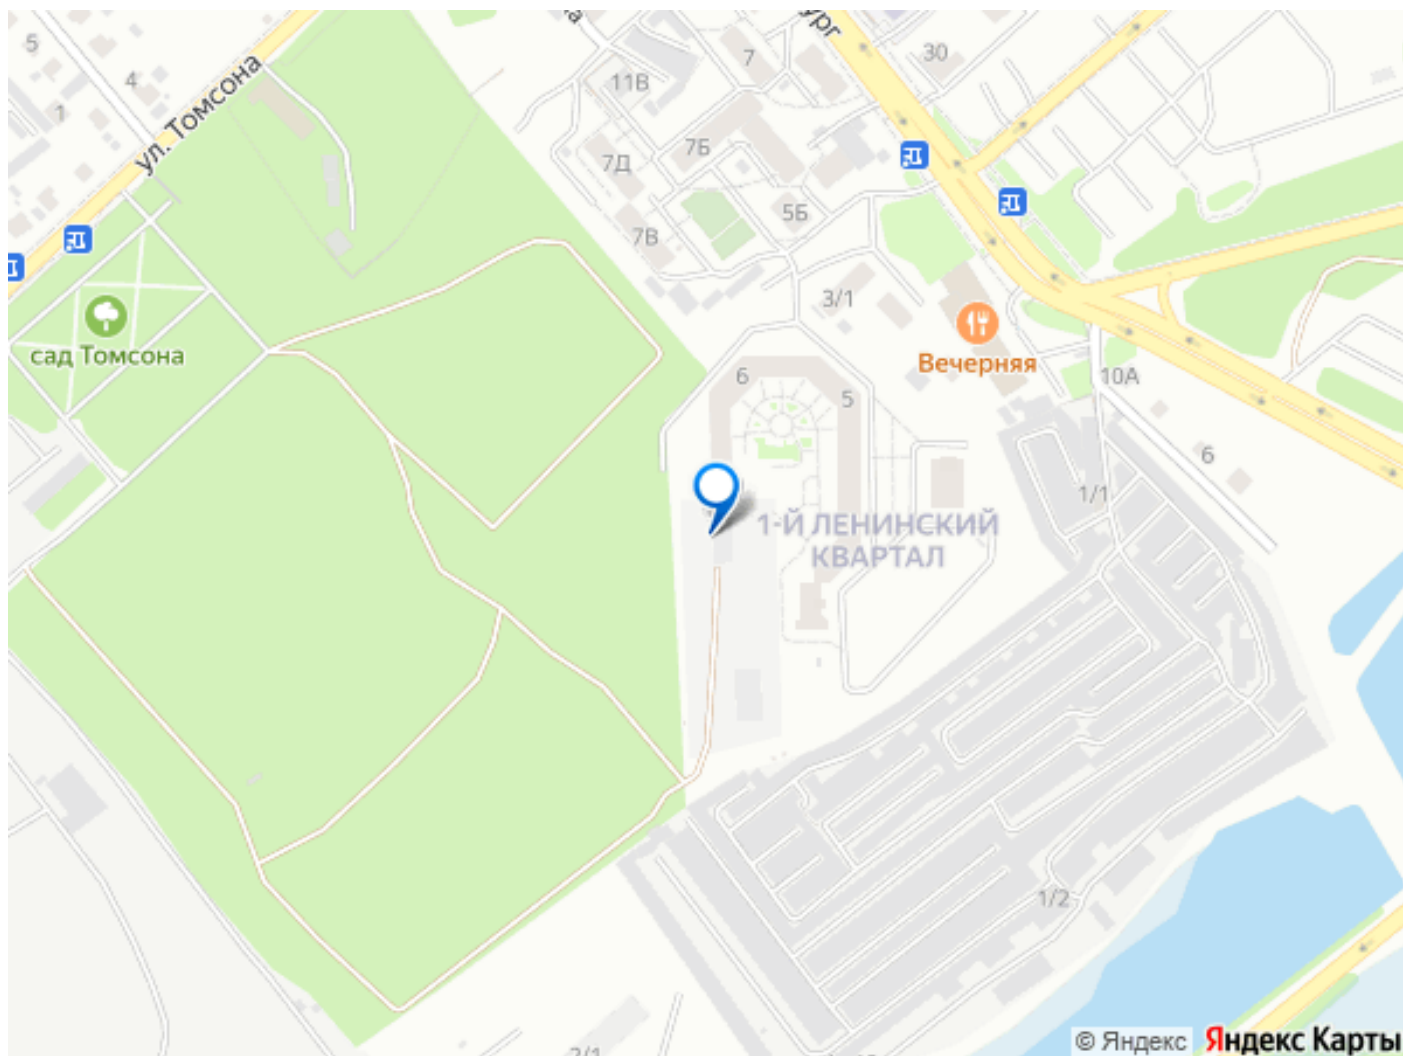 5
4
1
ул. Томсона
11В
7
30
7Д
7Б
7В
5Б
3/1
сад Томсона
Вечерняя
6
5
10А
6
1/1
1-Й ЛЕНИНСКИЙ
КВАРТАЛ
1/2
© Яндекс
Яндекс Карты